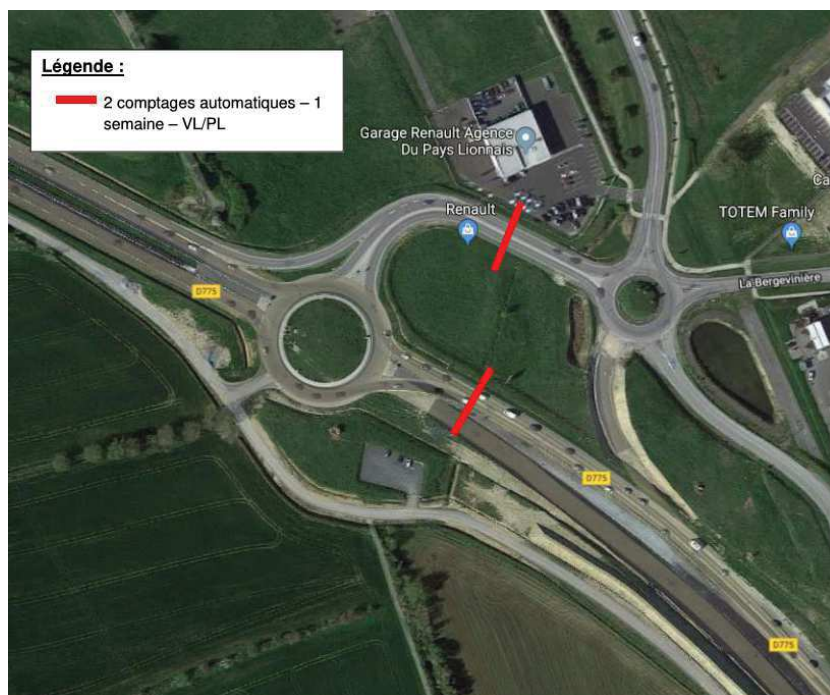 Légende :
2 comptages automatiques – 1
semaine – VL/PL
Garage Renault Agence
Du Pays Lionnais
Ca
Renault
TOTEM Family
La Bergevinière
D775
D775
D775